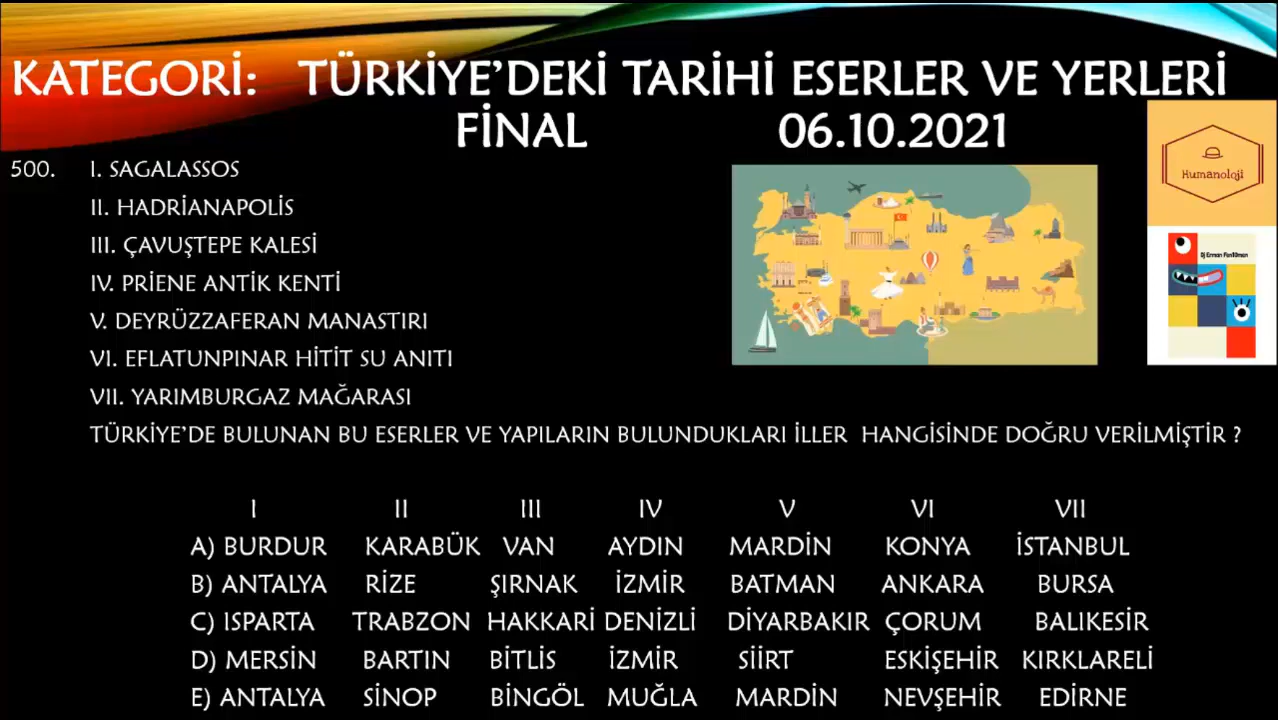 KATEGORİ: TÜRKİYE'DEKİ TARİHİ ESERLER VE YERLERİ
FİNAL 06.10.2021
500. I. SAGALASSOS
II. HADRİANAPOLİS
III. ÇAVUŞTEPE KALESİ
IV. PRİENE ANTİK KENTİ
V. DEYRÜZZAFERAN MANASTIRI
VI. EFLATUNPINAR HİTİT SU ANITI
VII. YARIMBURGAZ MAĞARASI
TÜRKİYE'DE BULUNAN BU ESERLER VE YAPILARIN BULUNDUKLARI İLLER HANGİSİNDE DOĞRU VERİLMİŞTİR ?
I II III IV V VI VII
A) BURDUR KARABÜK VAN AYDIN MARDİN KONYA İSTANBUL
B) ANTALYA RİZE ŞIRNAK İZMİR BATMAN ANKARA BURSA
C) ISPARTA TRABZON HAKKARİ DENİZLİ DİYARBAKIR ÇORUM BALIKESİR
D) MERSİN BARTIN BİTLİS İZMİR SİİRT ESKİŞEHİR KIRKLARELİ
E) ANTALYA SİNOP BİNGÖL MUĞLA MARDİN NEVŞEHİR EDİRNE
Humanoloji
Dj Erman Fent0men